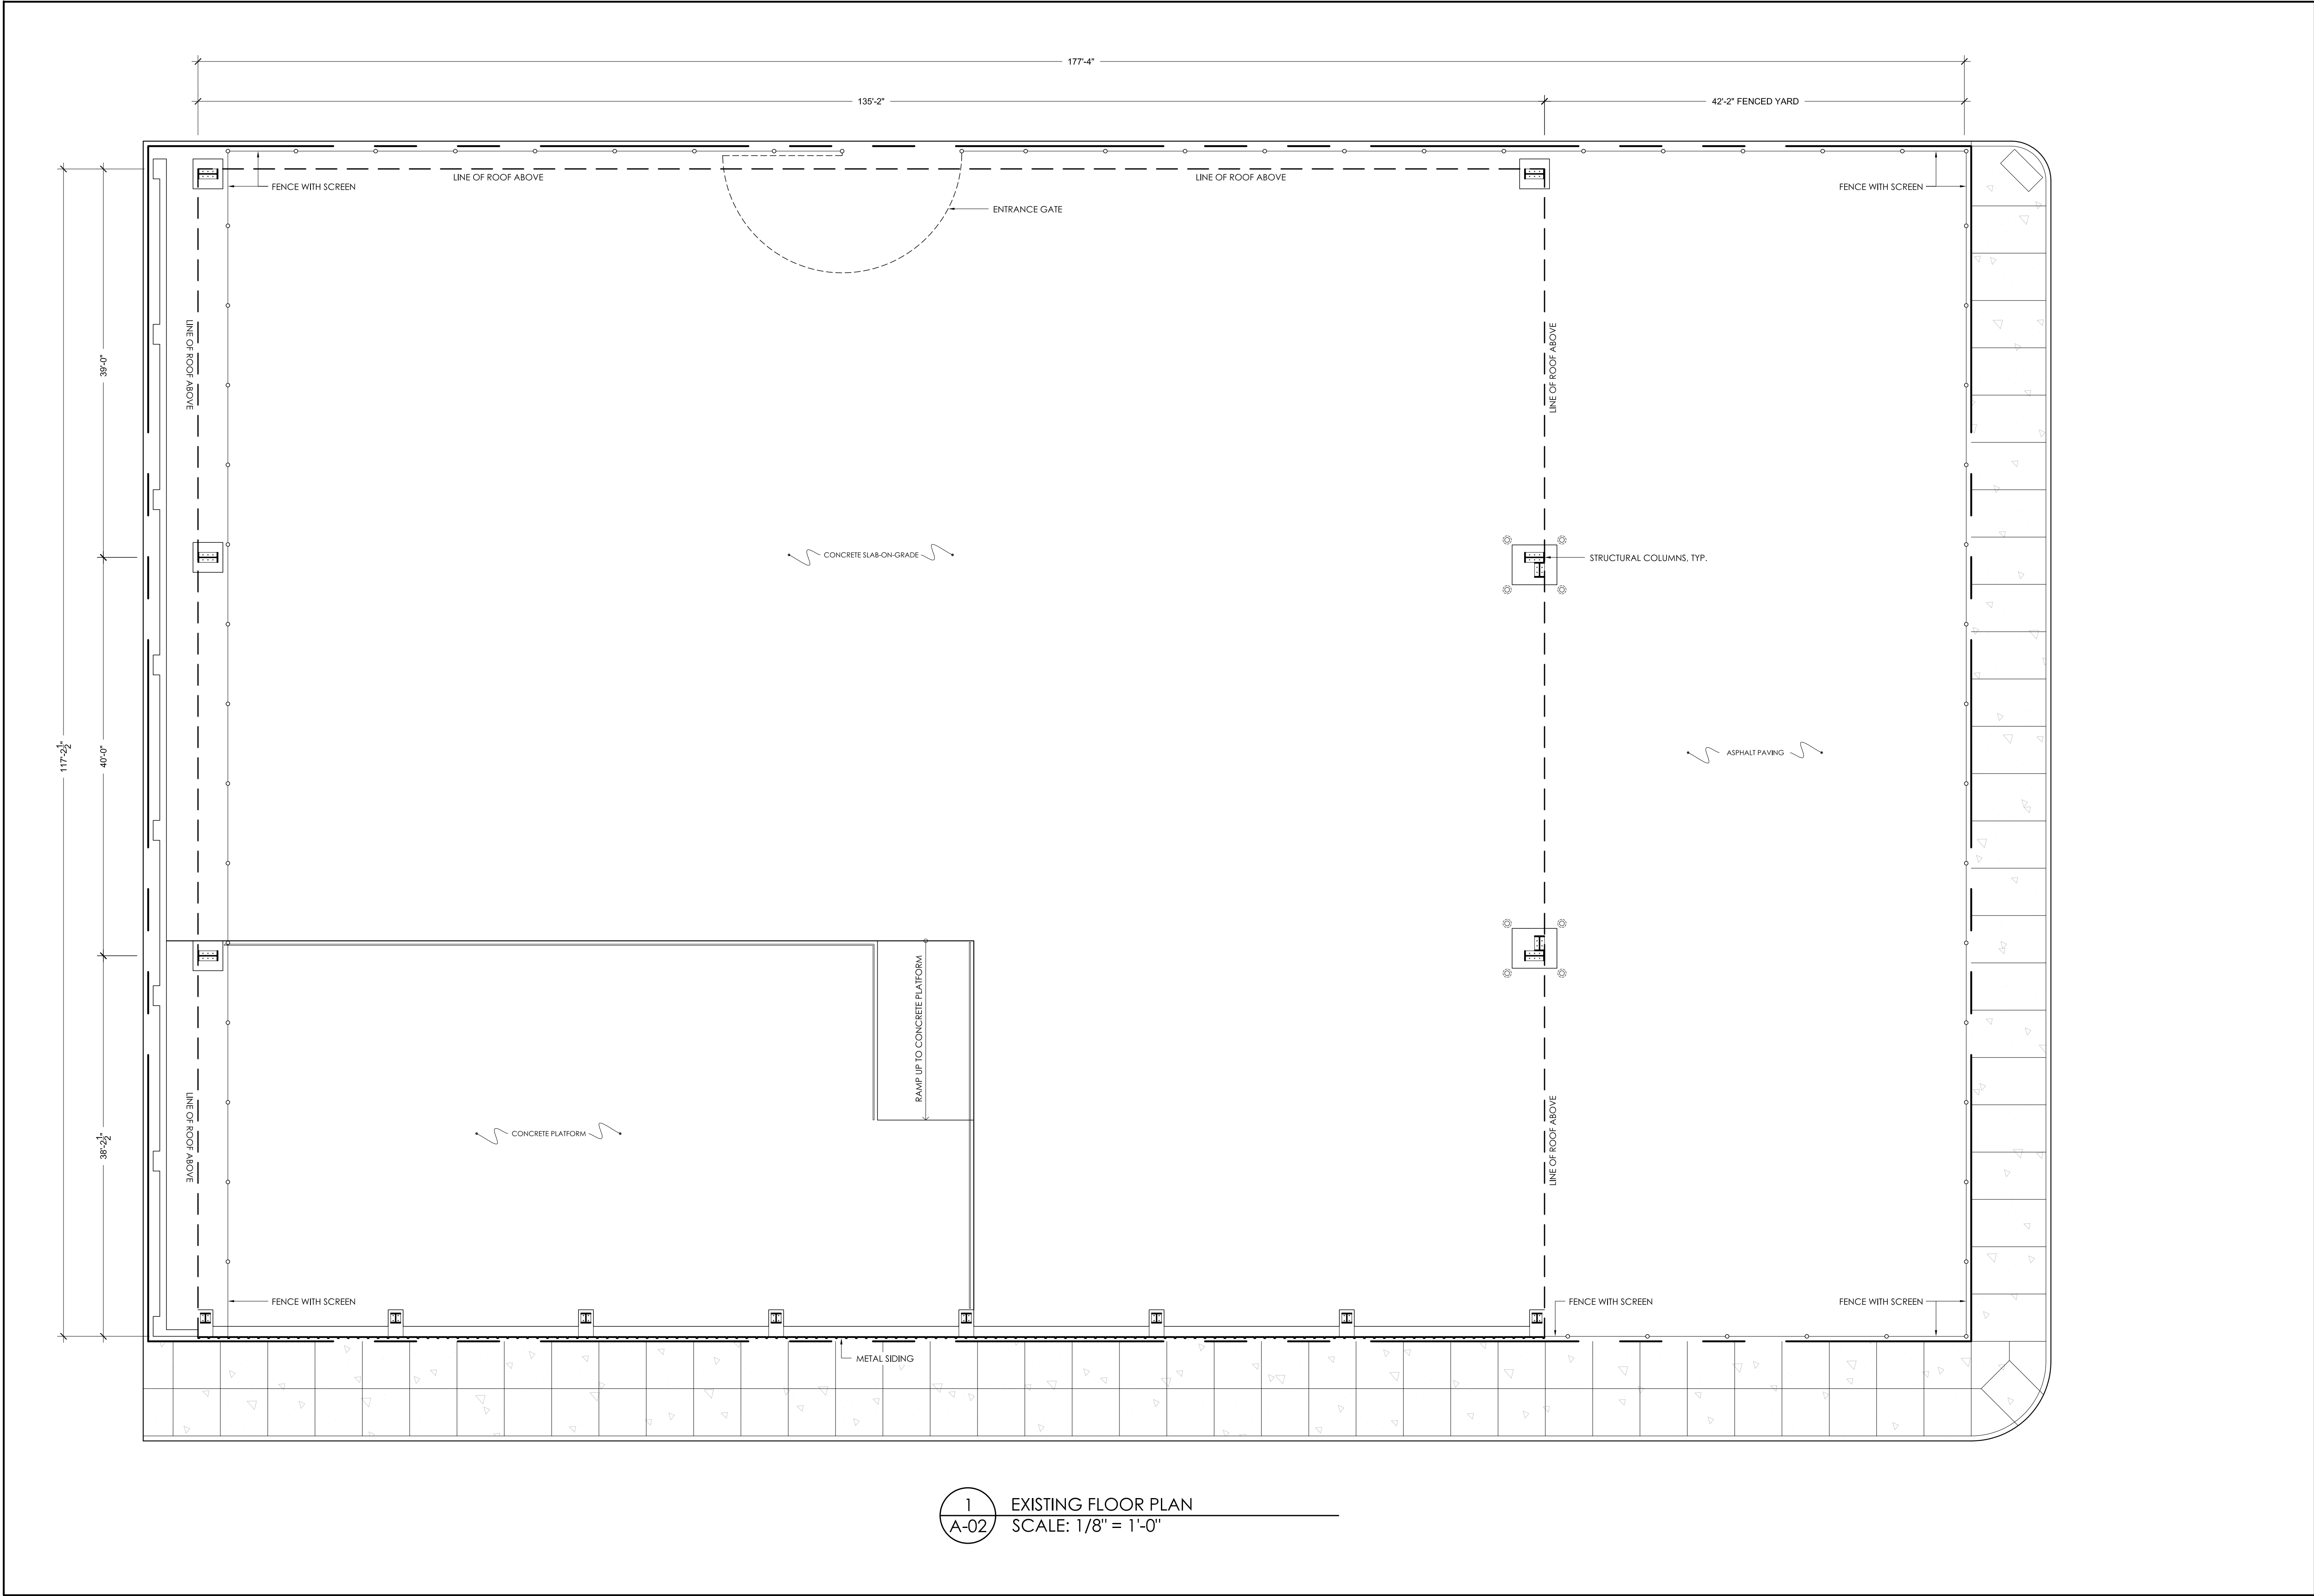 177'-4"
135'-2"
42'-2" FENCED YARD
LINE OF ROOF ABOVE
LINE OF ROOF ABOVE
FENCE WITH SCREEN
FENCE WITH SCREEN
ENTRANCE GATE
LINE OF ROOF ABOVE
LINE OF ROOF ABOVE
39'-0"
CONCRETE SLAB-ON-GRADE
STRUCTURAL COLUMNS, TYP.
117'-2 1/2"
40'-0"
ASPHALT PAVING
RAMP UP TO CONCRETE PLATFORM
CONCRETE PLATFORM
38'-2 1/2"
LINE OF ROOF ABOVE
LINE OF ROOF ABOVE
FENCE WITH SCREEN
FENCE WITH SCREEN
FENCE WITH SCREEN
METAL SIDING
1
A-02
EXISTING FLOOR PLAN
SCALE: 1/8" = 1'-0"